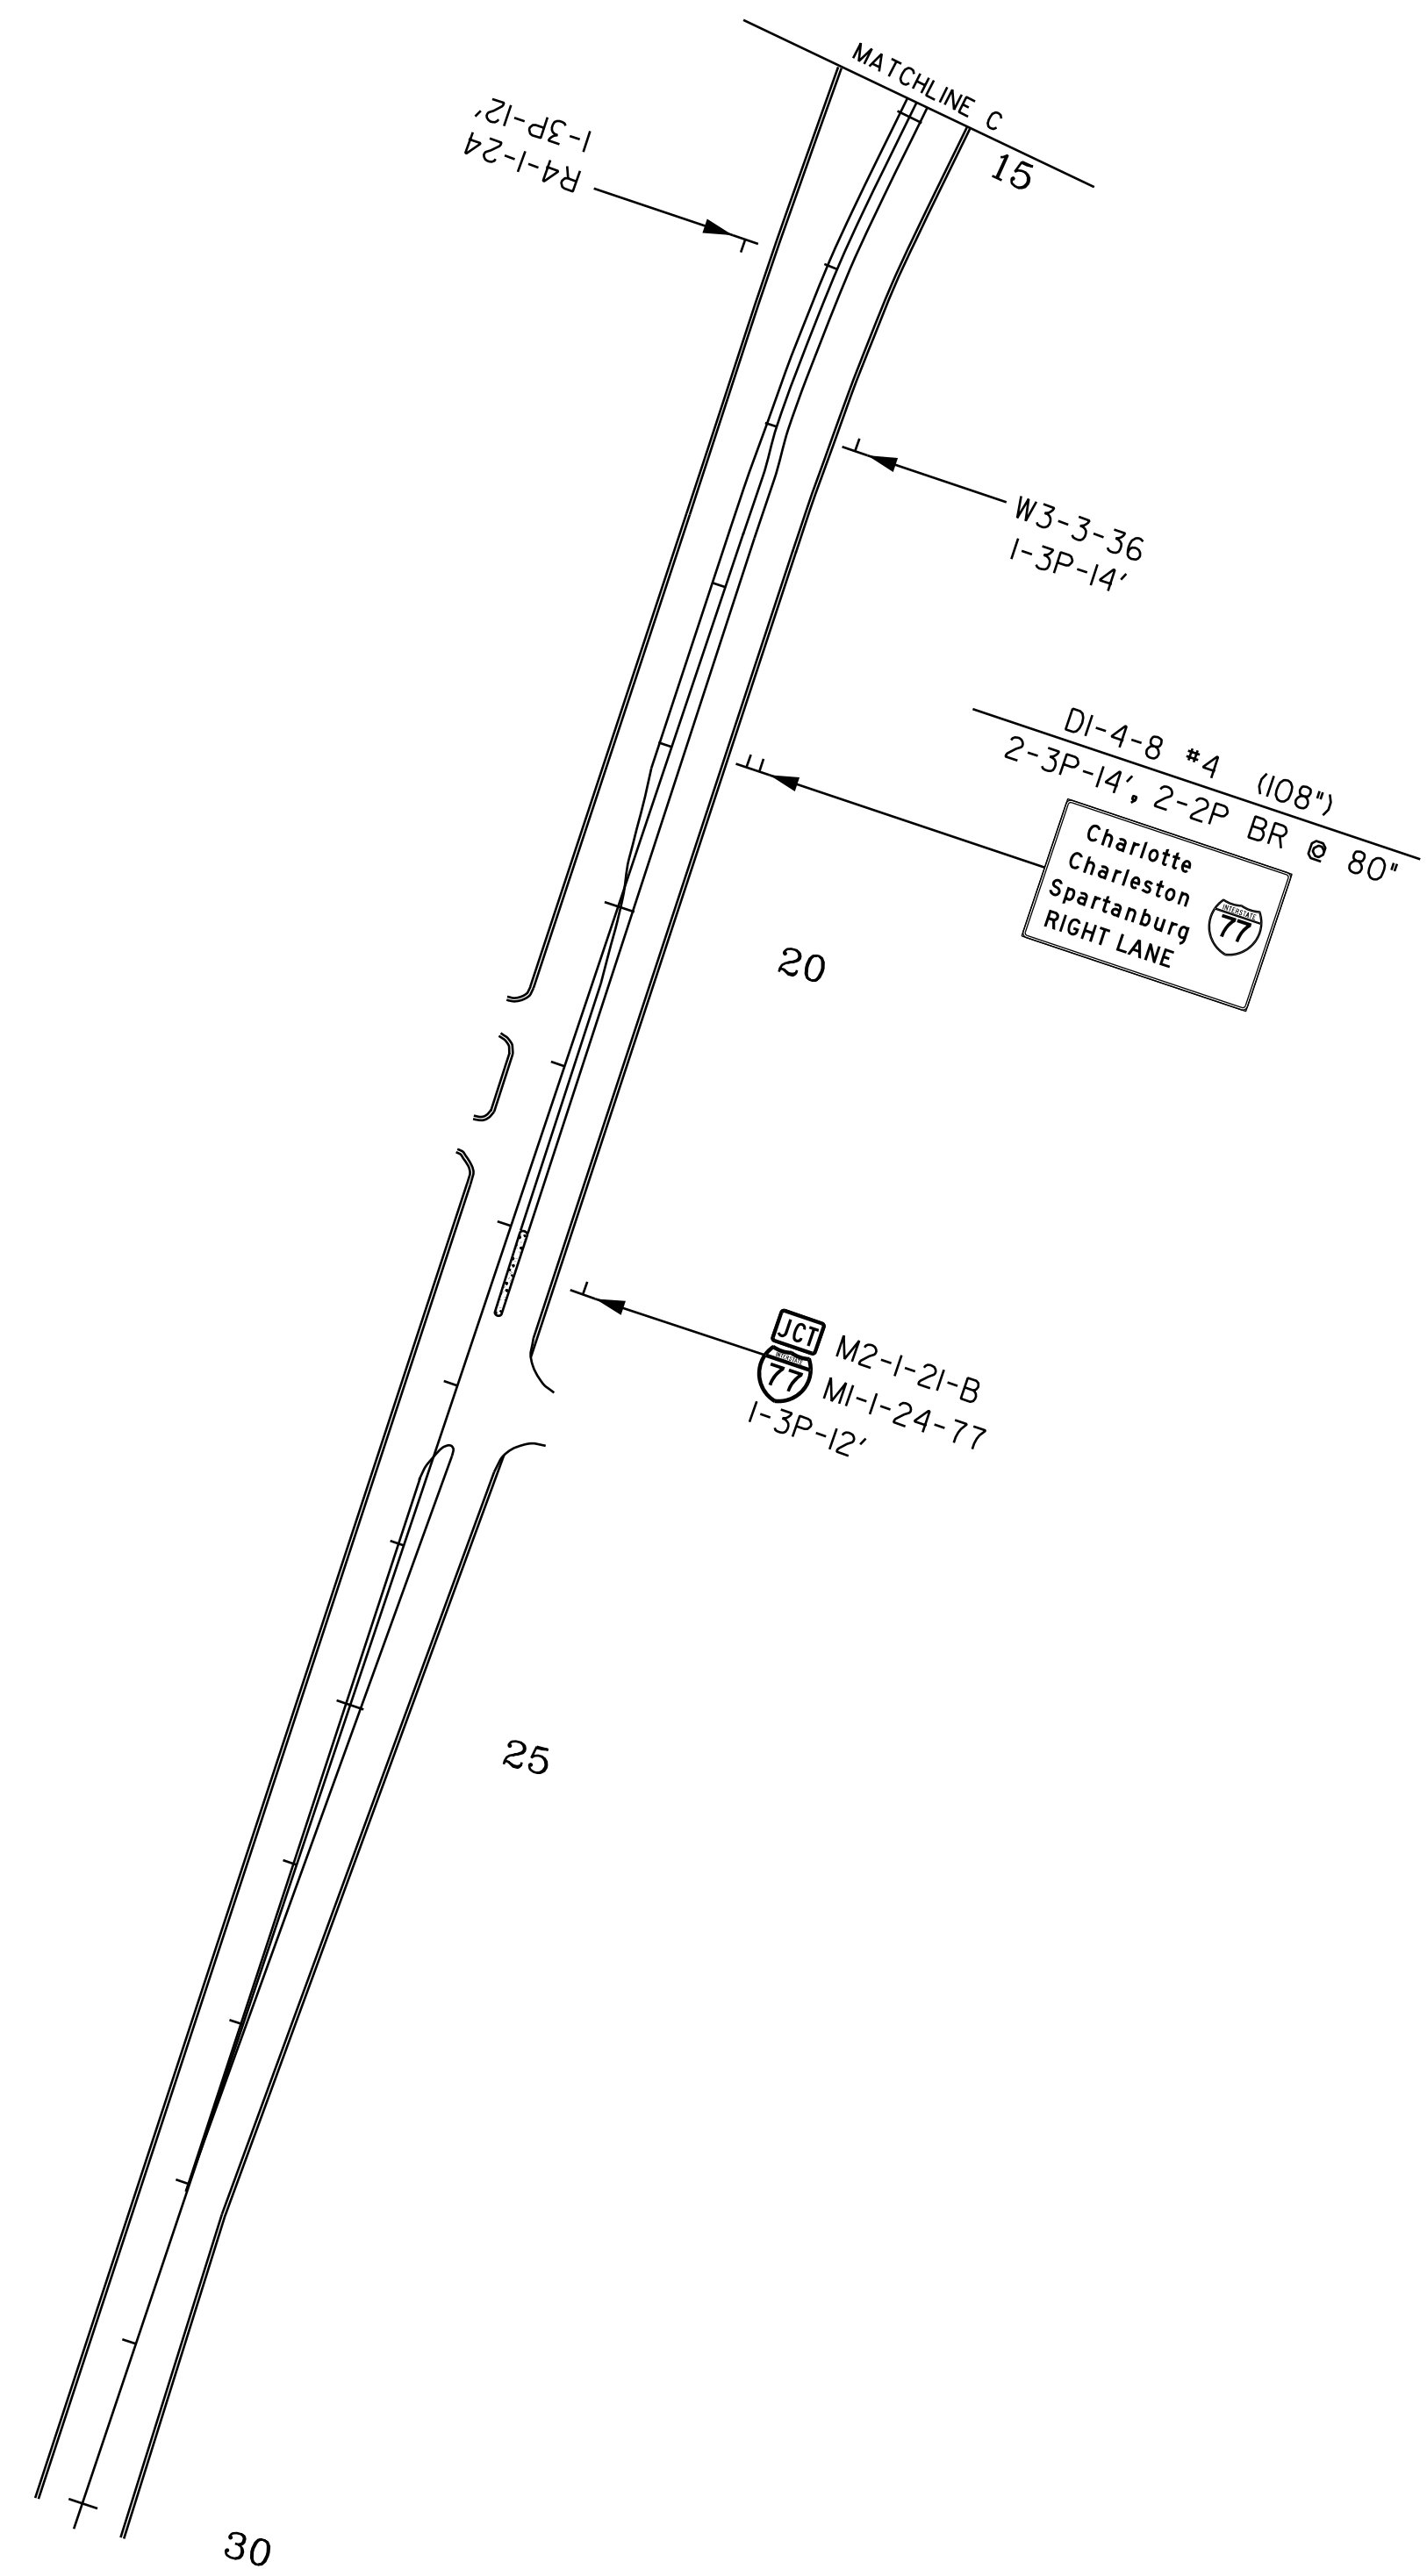 MATCHLINE C
15
R4-1-24
1-3P-12'
W3-3-36
1-3P-14'
D1-4-8 #4 (108")
2-3P-14', 2-2P BR @ 80"
Charlotte
Charleston
Spartanburg
RIGHT LANE
INTERSTATE
77
20
JCT
M2-1-21-B
INTERSTATE
77
M1-1-24-77
1-3P-12'
25
30